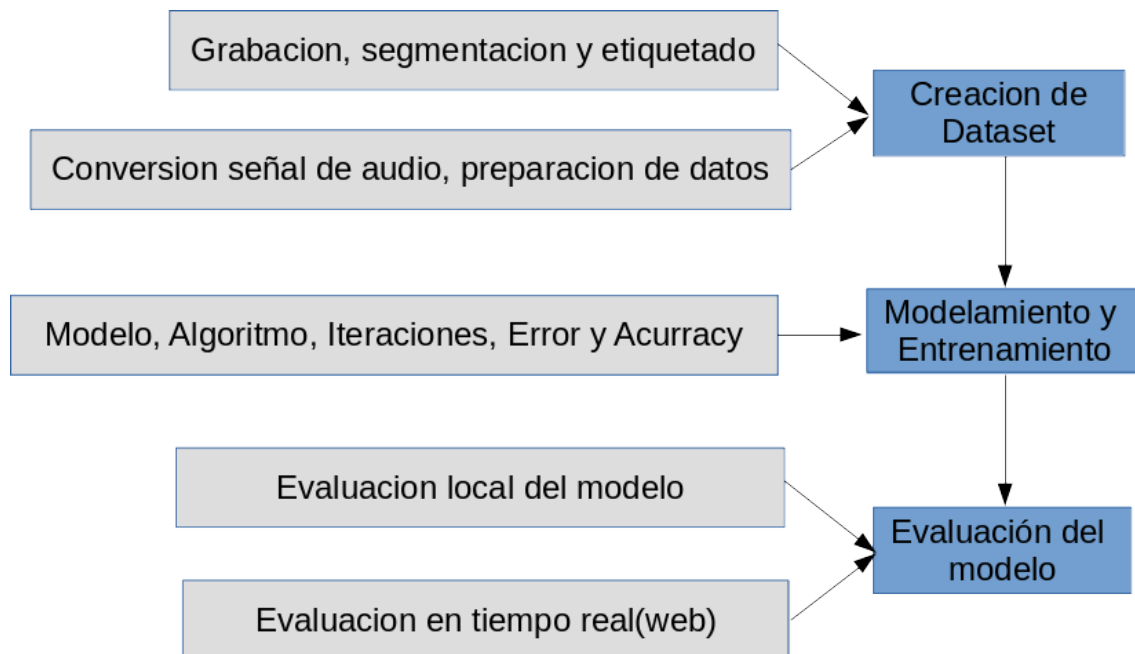 Grabacion, segmentacion y etiquetado
Creacion de
Dataset
Conversion señal de audio, preparacion de datos
Modelo, Algoritmo, Iteraciones, Error y Acurracy
Modelamiento y
Entrenamiento
Evaluacion local del modelo
Evaluación del
modelo
Evaluacion en tiempo real(web)